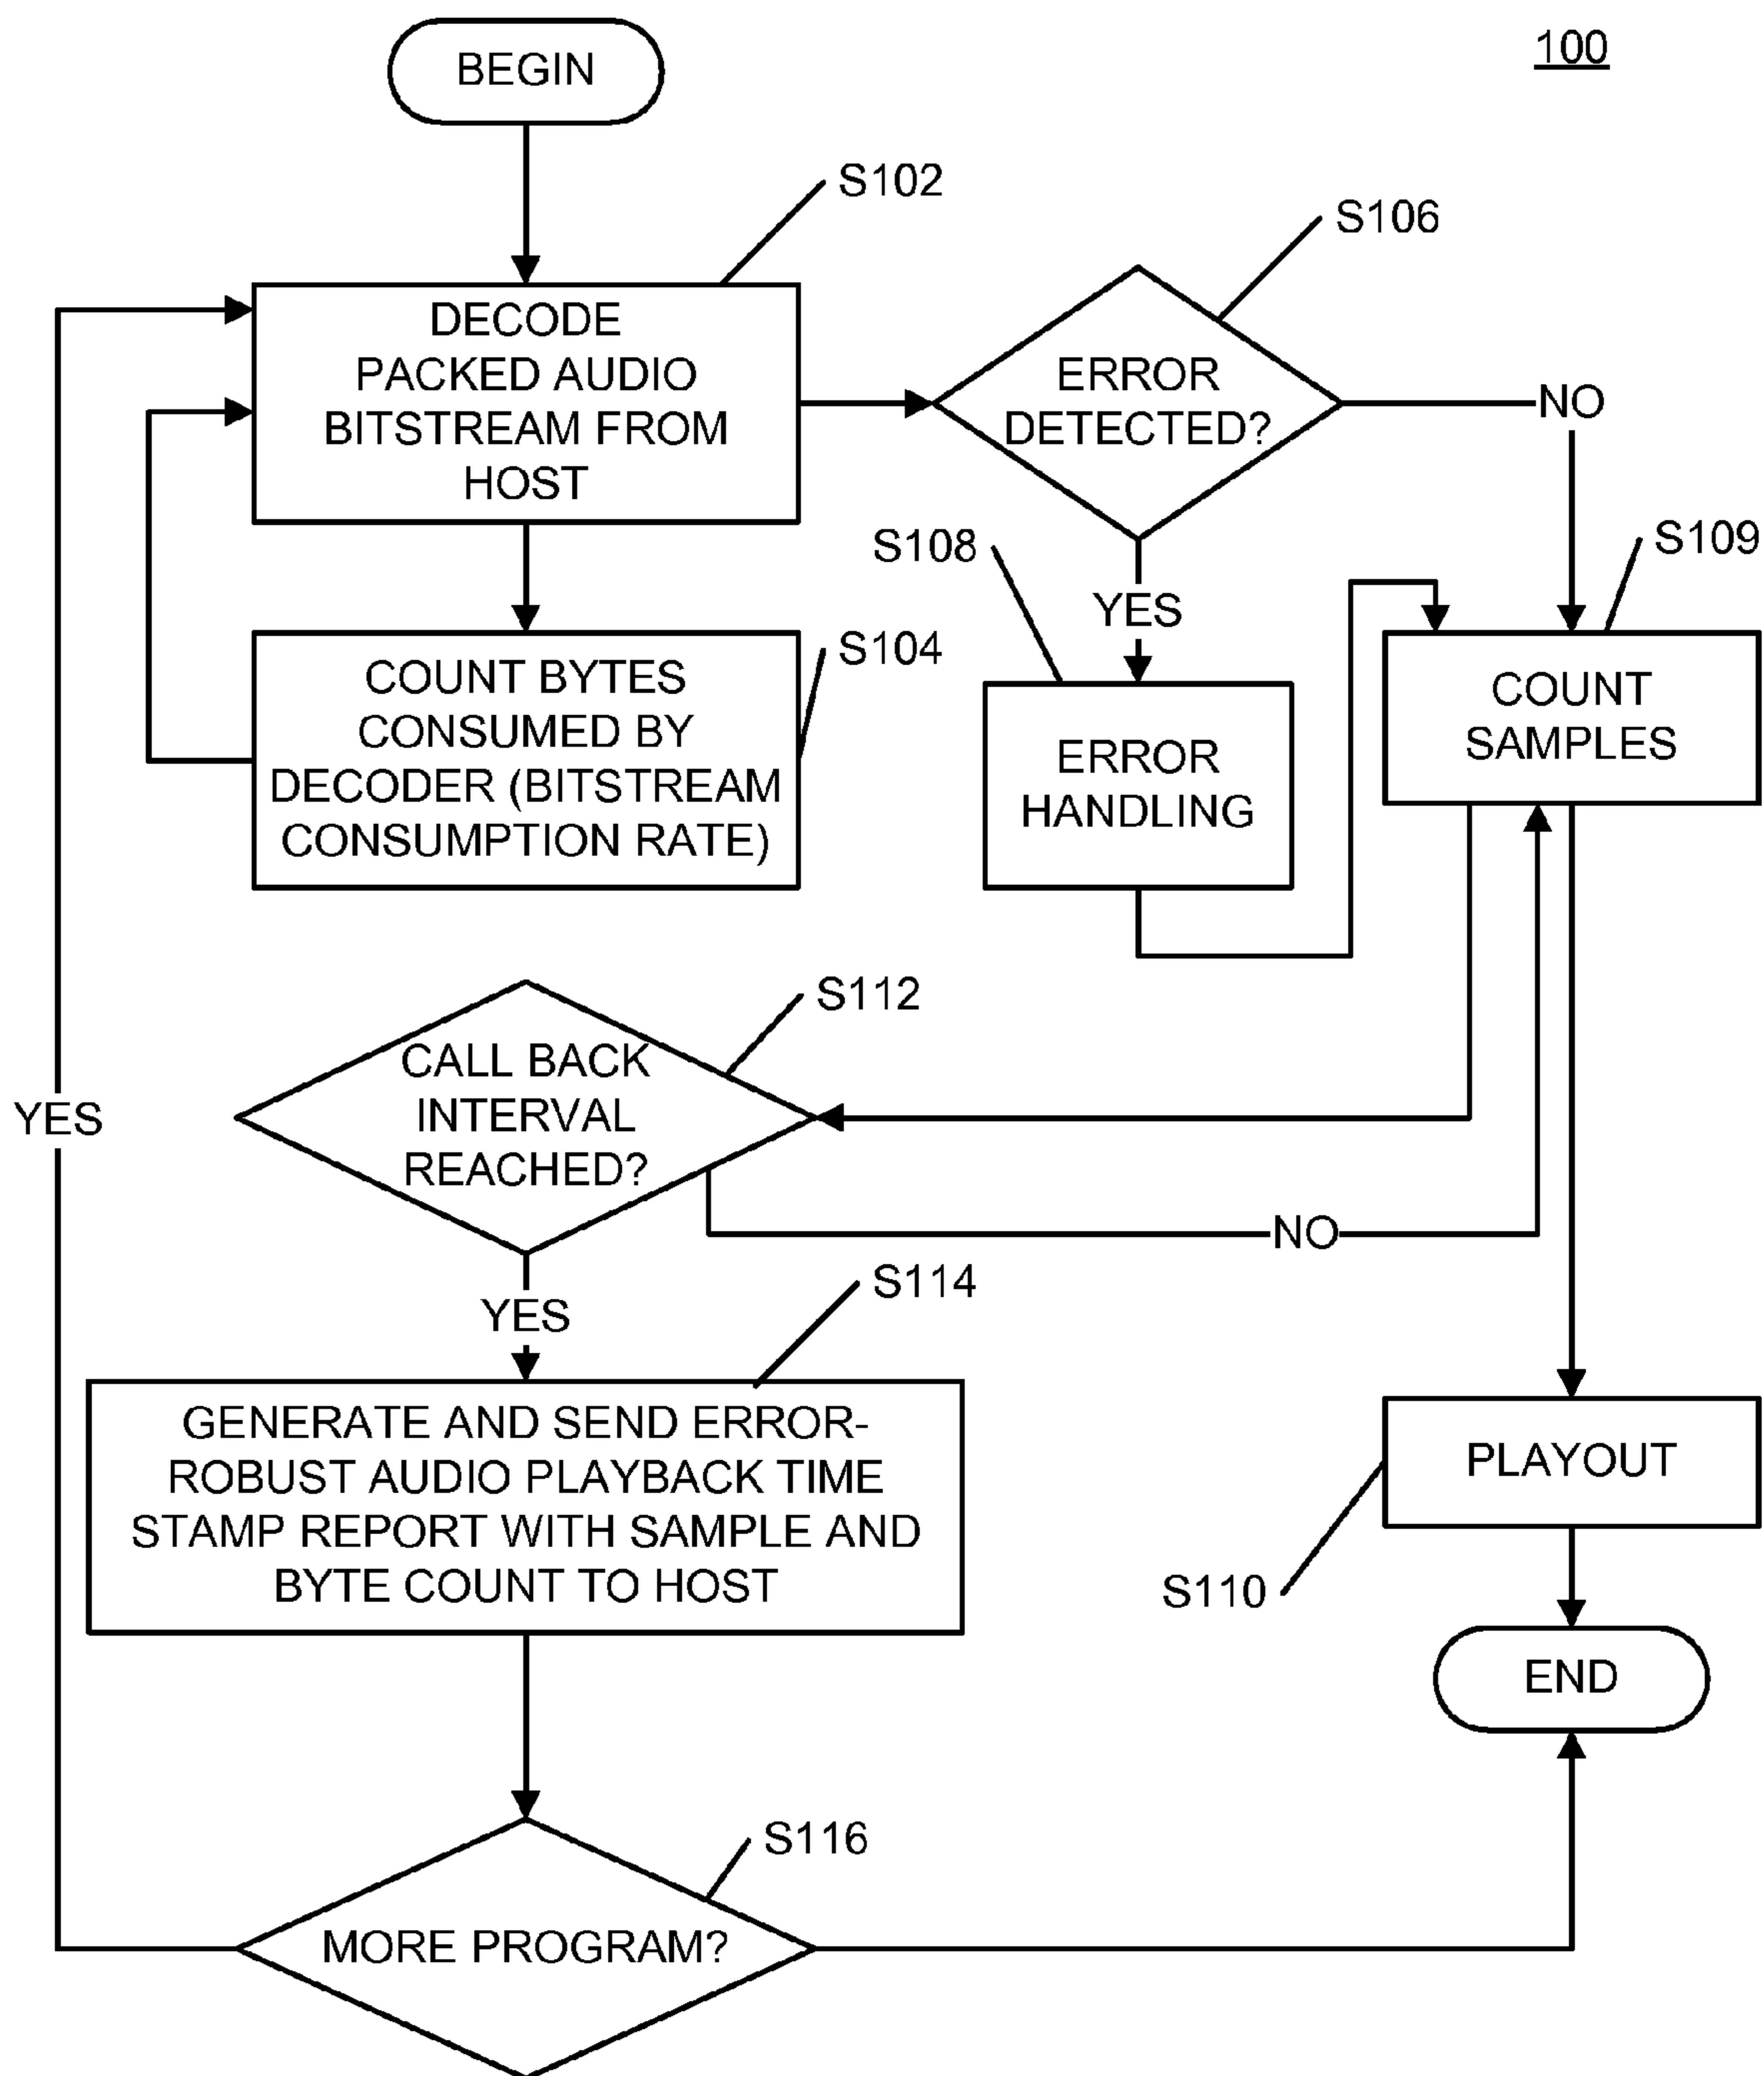 BEGIN
100
S102
DECODE
PACKED AUDIO
BITSTREAM FROM
HOST
S106
ERROR
DETECTED?
NO
S108
YES
S109
COUNT
SAMPLES
S104
COUNT BYTES
CONSUMED BY
DECODER (BITSTREAM
CONSUMPTION RATE)
ERROR
HANDLING
S112
CALL BACK
INTERVAL
REACHED?
YES
NO
YES
S114
GENERATE AND SEND ERROR-
ROBUST AUDIO PLAYBACK TIME
STAMP REPORT WITH SAMPLE AND
BYTE COUNT TO HOST
PLAYOUT
S110
END
S116
MORE PROGRAM?